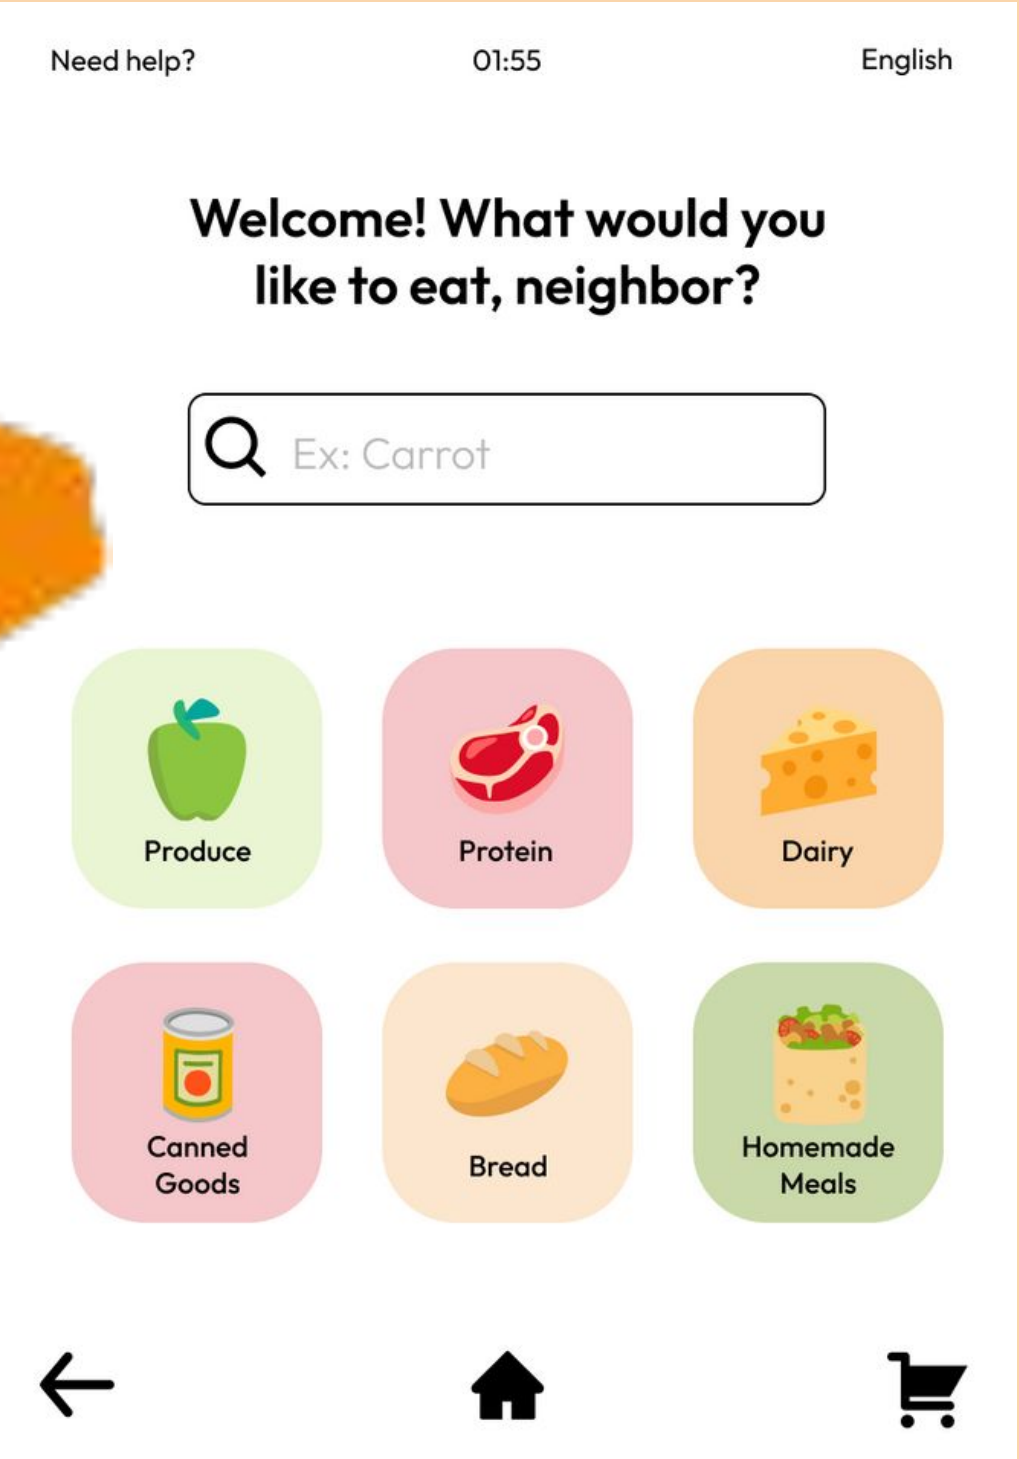 Need help?
01:55
English
Welcome! What would you
like to eat, neighbor?
Ex: Carrot
Produce
Protein
Dairy
Canned
Goods
Bread
Homemade
Meals